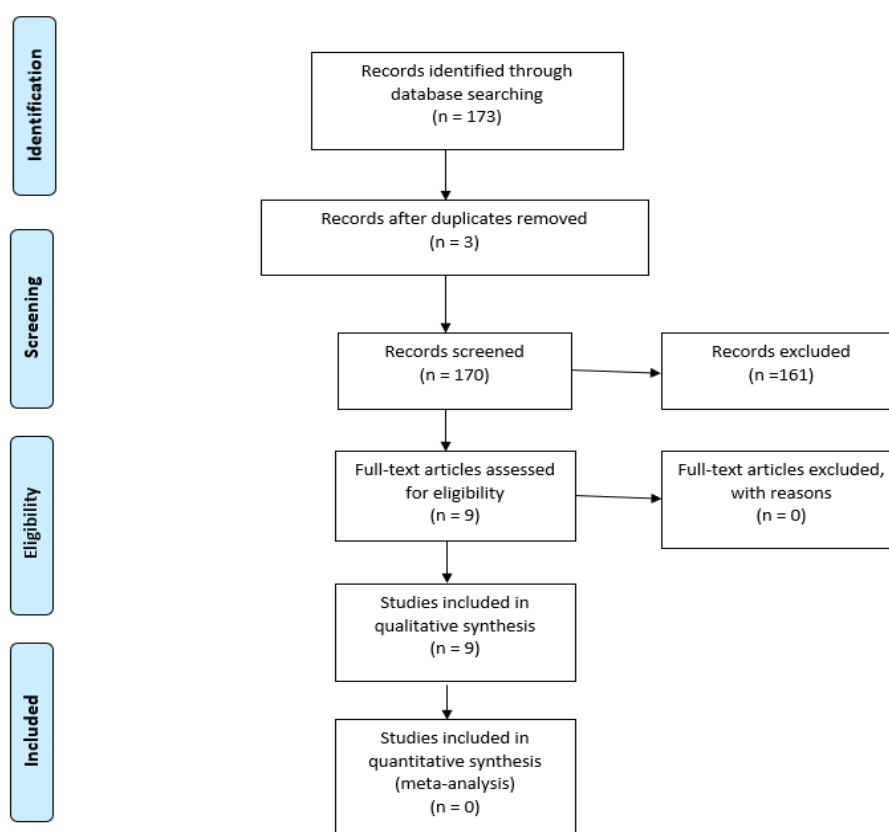 Identification
Records identified through
database searching
(n = 173)
Records after duplicates removed
(n = 3)
Screening
Records screened
(n = 170)
Records excluded
(n =161)
Eligibility
Full-text articles assessed
for eligibility
(n = 9)
Full-text articles excluded,
with reasons
(n = 0)
Studies included in
qualitative synthesis
(n = 9)
Included
Studies included in
quantitative synthesis
(meta-analysis)
(n = 0)